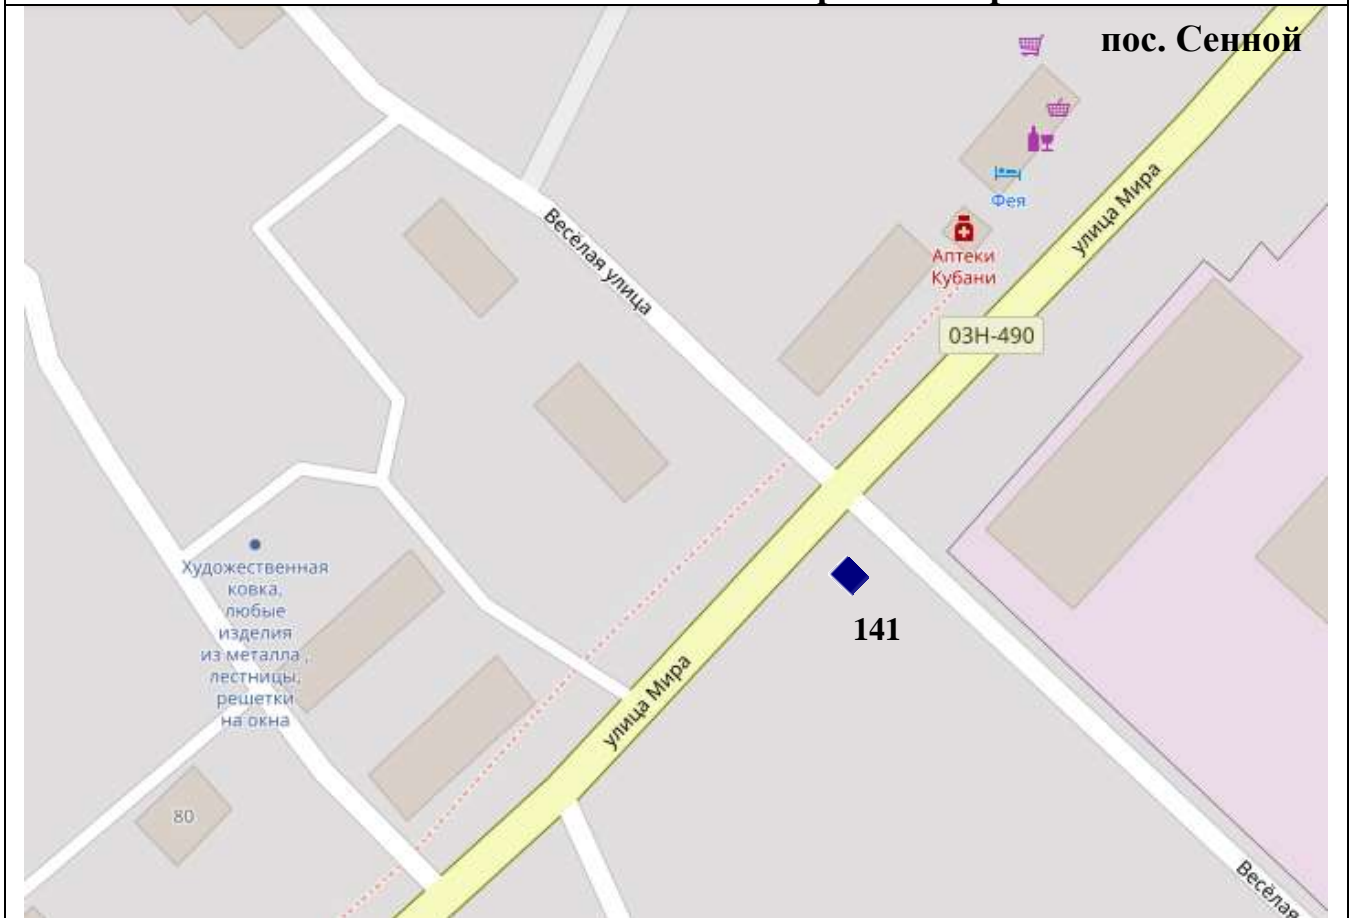 пос. Сенной
улица Мира
Фея
Весёлая улица
Аптеки
Кубани
03Н-490
Художественная
ковка,
любые
изделия
из металла ,
лестницы,
решетки
на окна
141
улица Мира
80
Весёлая